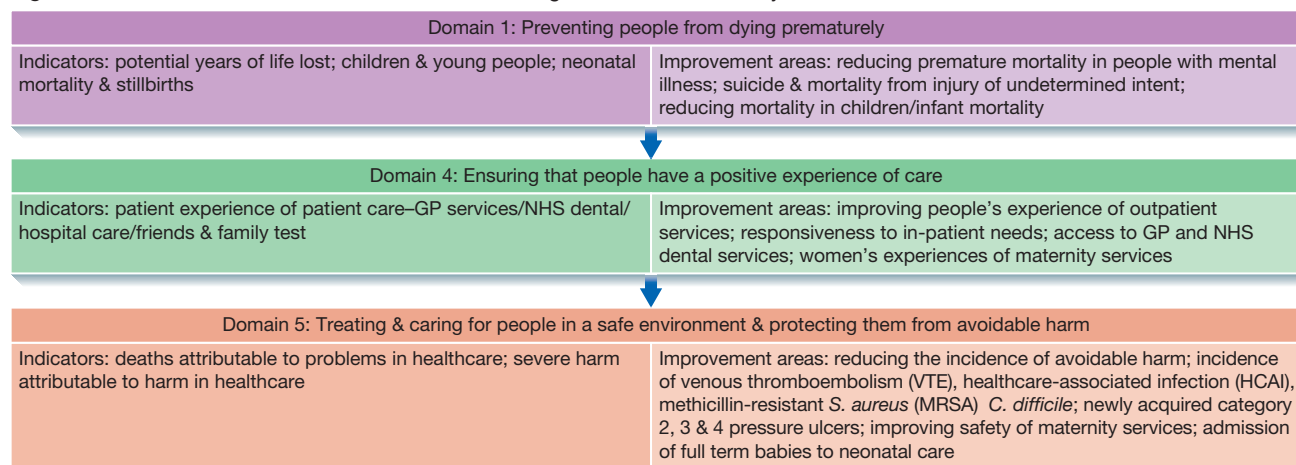 Domain 1: Preventing people from dying prematurely
Indicators: potential years of life lost; children & young people; neonatal
mortality & stillbirths
Improvement areas: reducing premature mortality in people with mental
illness; suicide & mortality from injury of undetermined intent;
reducing mortality in children/infant mortality
Domain 4: Ensuring that people have a positive experience of care
Indicators: patient experience of patient care–GP services/NHS dental/
hospital care/friends & family test
Improvement areas: improving people's experience of outpatient
services; responsiveness to in-patient needs; access to GP and NHS
dental services; women's experiences of maternity services
Domain 5: Treating & caring for people in a safe environment & protecting them from avoidable harm
Indicators: deaths attributable to problems in healthcare; severe harm
attributable to harm in healthcare
Improvement areas: reducing the incidence of avoidable harm; incidence
of venous thromboembolism (VTE), healthcare-associated infection (HCAI),
methicillin-resistant S. aureus (MRSA) C. difficile; newly acquired category
2, 3 & 4 pressure ulcers; improving safety of maternity services; admission
of full term babies to neonatal care